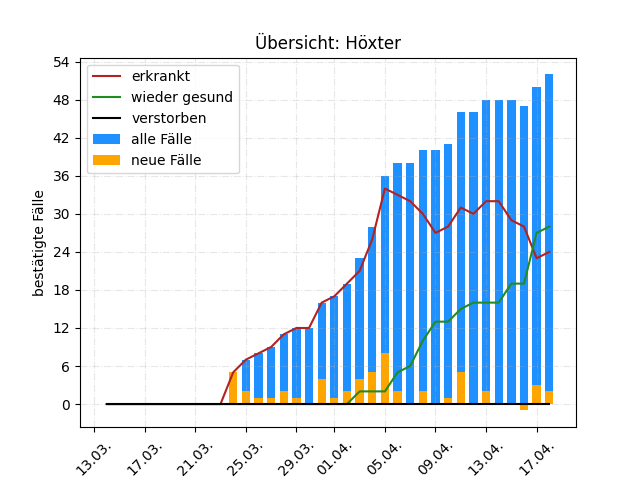 Übersicht: Höxter
bestätigte Fälle
54
48
42
36
30
24
18
12
6
0
erkrankt
wieder gesund
verstorben
alle Fälle
neue Fälle
13.03.
17.03.
21.03.
25.03.
29.03.
01.04.
05.04.
09.04.
13.04.
17.04.